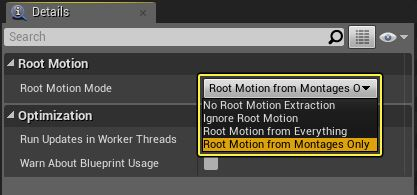 Details
Search
Root Motion
Root Motion Mode
Root Motion from Montages O
No Root Motion Extraction
Ignore Root Motion
Root Motion from Everything
Root Motion from Montages Only
Optimization
Run Updates in Worker Threads
Warn About Blueprint Usage